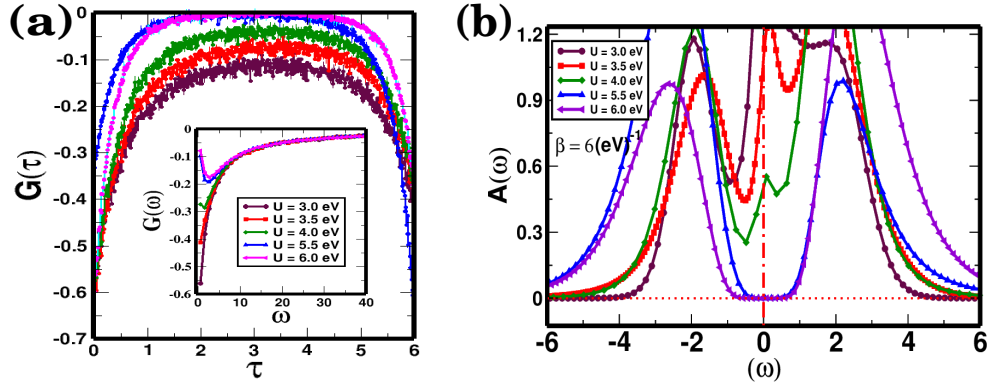 (a)
G(τ)
0
-0.1
-0.2
-0.3
-0.4
-0.5
-0.6
-0.7
0 1 2 3 4 5 6
τ
G(ω)
0
-0.1
-0.2
-0.3
-0.4
-0.5
-0.6
0 10 20 30 40
ω
U = 3.0 eV
U = 3.5 eV
U = 4.0 eV
U = 5.5 eV
U = 6.0 eV
(b)
A(ω)
1.2
0.9
0.6
0.3
0
-6 -4 -2 0 2 4 6
(ω)
U = 3.0 eV
U = 3.5 eV
U = 4.0 eV
U = 5.5 eV
U = 6.0 eV
β = 6(eV)⁻¹